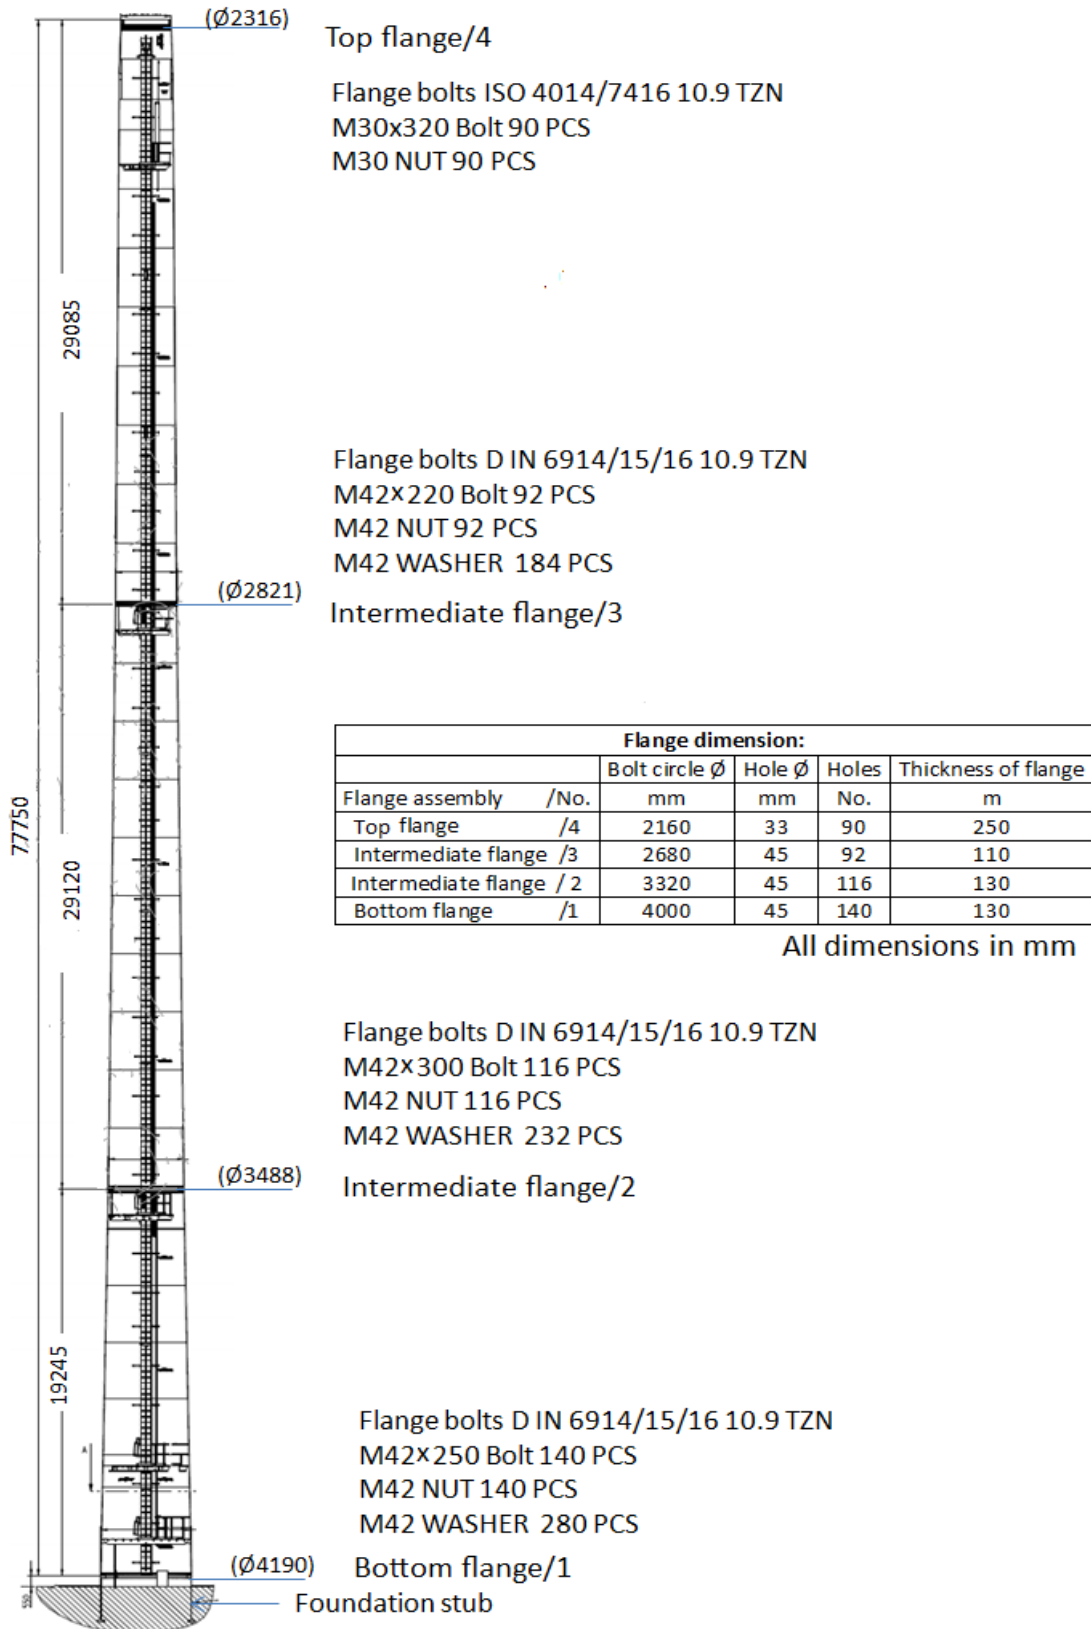 (Ø2316)
Top flange/4
Flange bolts ISO 4014/7416 10.9 TZN
M30x320 Bolt 90 PCS
M30 NUT 90 PCS
29085
Flange bolts D IN 6914/15/16 10.9 TZN
M42×220 Bolt 92 PCS
M42 NUT 92 PCS
M42 WASHER 184 PCS
(Ø2821)
Intermediate flange/3
77750
29120
Flange dimension:
Bolt circle Ø Hole Ø Holes Thickness of flange
Flange assembly /No. mm mm No. m
Top flange /4 2160 33 90 250
Intermediate flange /3 2680 45 92 110
Intermediate flange / 2 3320 45 116 130
Bottom flange /1 4000 45 140 130
All dimensions in mm
Flange bolts D IN 6914/15/16 10.9 TZN
M42×300 Bolt 116 PCS
M42 NUT 116 PCS
M42 WASHER 232 PCS
(Ø3488)
Intermediate flange/2
19245
Flange bolts D IN 6914/15/16 10.9 TZN
M42×250 Bolt 140 PCS
M42 NUT 140 PCS
M42 WASHER 280 PCS
A
(Ø4190)
Bottom flange/1
550
Foundation stub